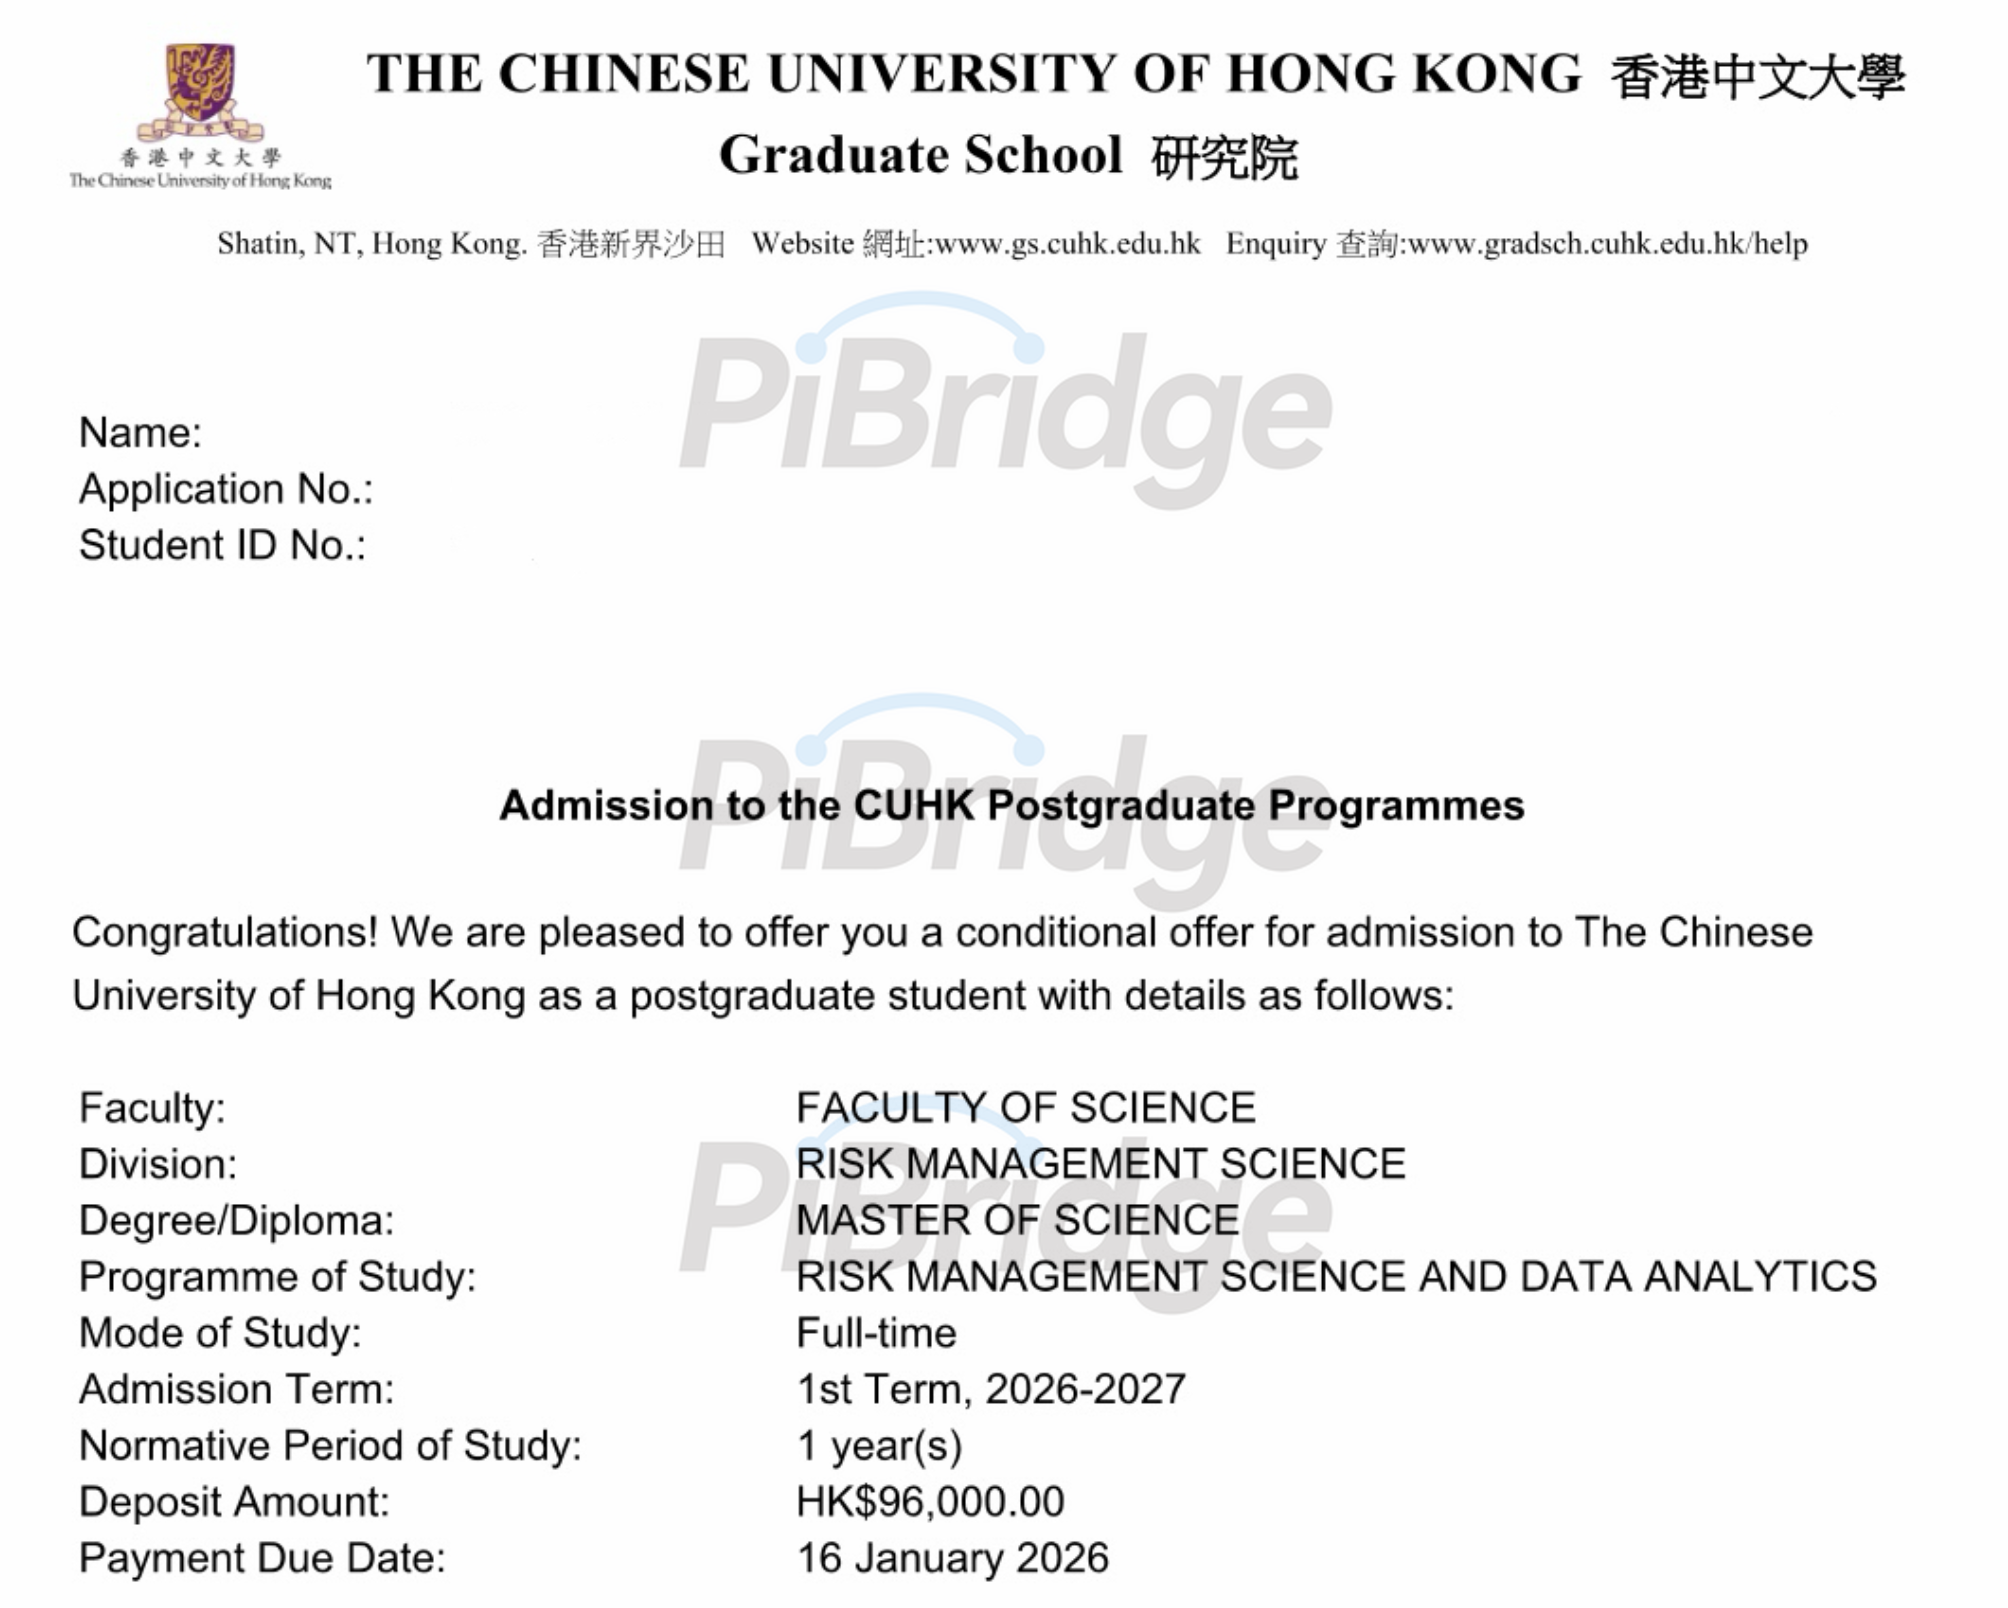 THE CHINESE UNIVERSITY OF HONG KONG 香港中文大學
Graduate School 研究院
香港中文大學
The Chinese University of Hong Kong
Shatin, NT, Hong Kong. 香港新界沙田 Website 網址:www.gs.cuhk.edu.hk Enquiry 查詢:www.gradsch.cuhk.edu.hk/help
PiBridge
Name:
Application No.:
Student ID No.:
PiBridge
Admission to the CUHK Postgraduate Programmes
Congratulations! We are pleased to offer you a conditional offer for admission to The Chinese
University of Hong Kong as a postgraduate student with details as follows:
PiBridge
Faculty: FACULTY OF SCIENCE
Division: RISK MANAGEMENT SCIENCE
Degree/Diploma: MASTER OF SCIENCE
Programme of Study: RISK MANAGEMENT SCIENCE AND DATA ANALYTICS
Mode of Study: Full-time
Admission Term: 1st Term, 2026-2027
Normative Period of Study: 1 year(s)
Deposit Amount: HK$96,000.00
Payment Due Date: 16 January 2026